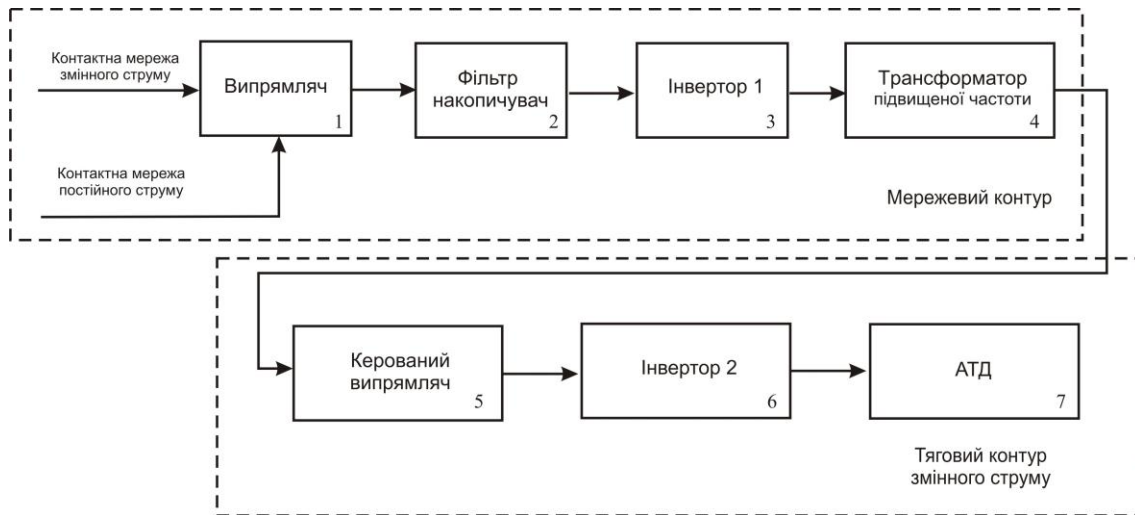 Контактна мережа
змінного струму
Випрямляч
1
Фільтр
накопичувач
2
Інвертор 1
3
Трансформатор
підвищеної частоти
4
Контактна мережа
постійного струму
Мережевий контур
Керований
випрямляч
5
Інвертор 2
6
АТД
7
Тяговий контур
змінного струму